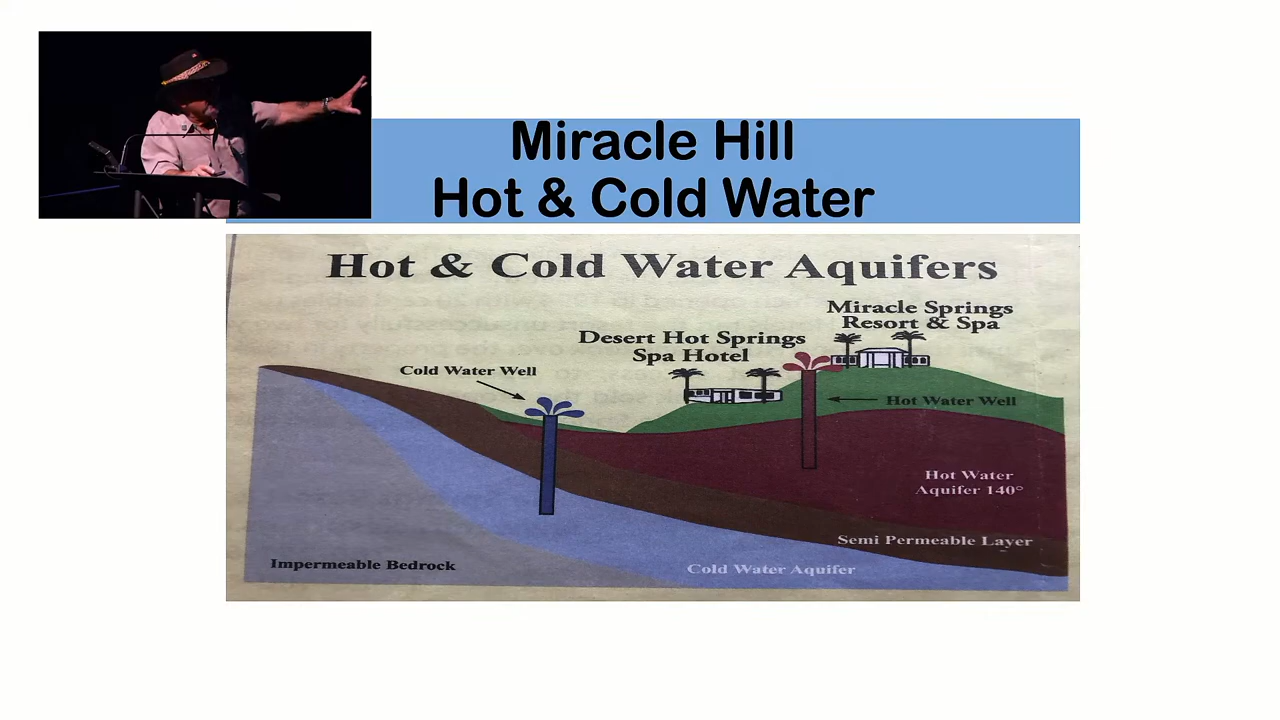 Miracle Hill
Hot & Cold Water
Hot & Cold Water Aquifers
Miracle Springs
Resort & Spa
Desert Hot Springs
Spa Hotel
Cold Water Well
Hot Water Well
Hot Water
Aquifer 140°
Semi Permeable Layer
Impermeable Bedrock
Cold Water Aquifer